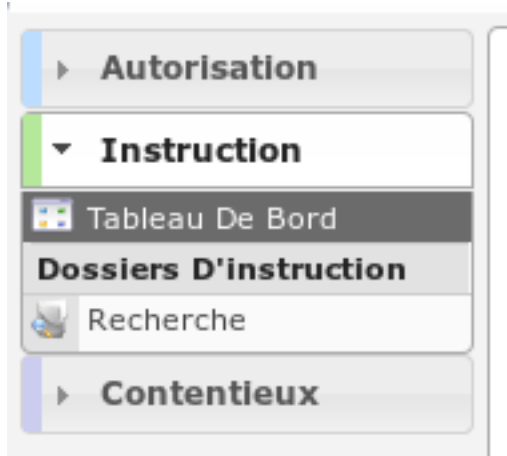 Autorisation
Instruction
Tableau De Bord
Dossiers D'instruction
Recherche
Contentieux